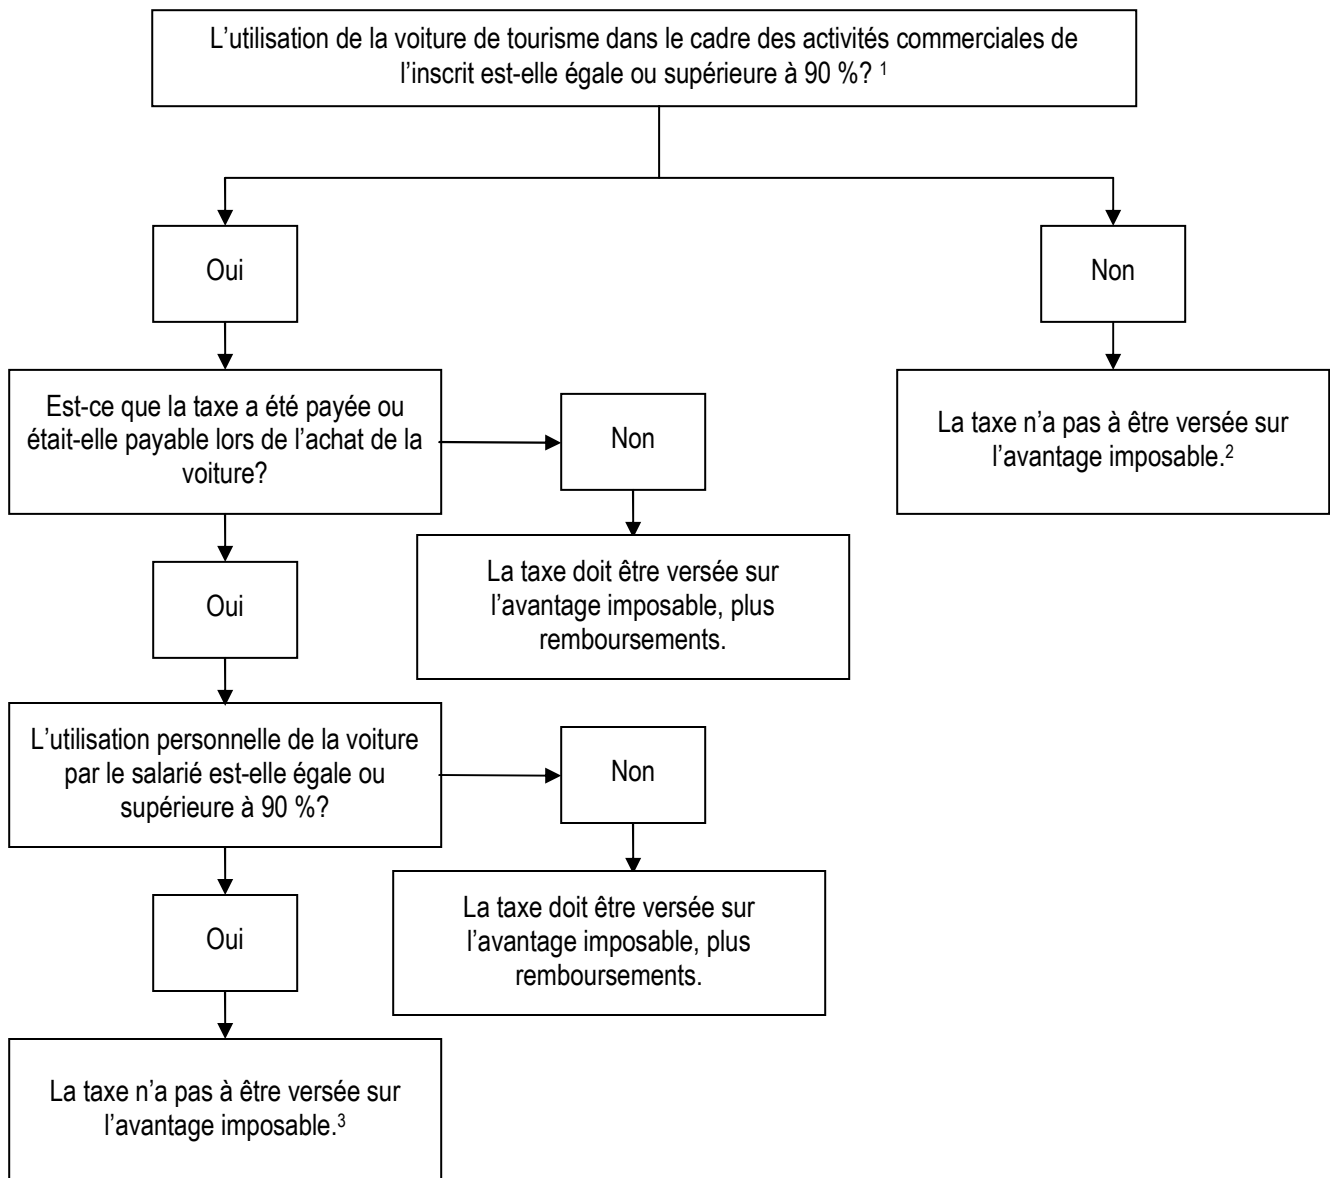 L’utilisation de la voiture de tourisme dans le cadre des activités commerciales de
l’inscrit est-elle égale ou supérieure à 90 %? 1
Oui
Non
Est-ce que la taxe a été payée ou
était-elle payable lors de l’achat de la
voiture?
Non
La taxe n’a pas à être versée sur
l’avantage imposable.2
Oui
La taxe doit être versée sur
l’avantage imposable, plus
remboursements.
L’utilisation personnelle de la voiture
par le salarié est-elle égale ou
supérieure à 90 %?
Non
Oui
La taxe doit être versée sur
l’avantage imposable, plus
remboursements.
La taxe n’a pas à être versée sur
l’avantage imposable.3